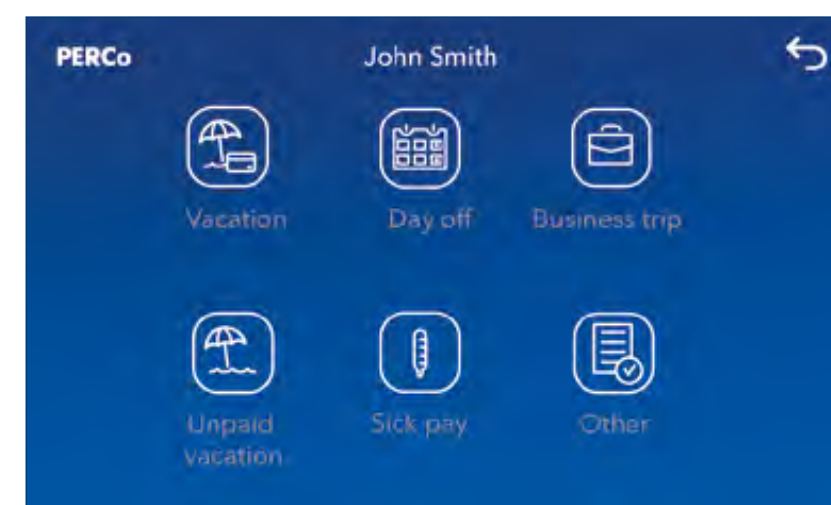 PERCo
John Smith
Vacation
Day off
Business trip
Unpaid
vacation
Sick pay
Other